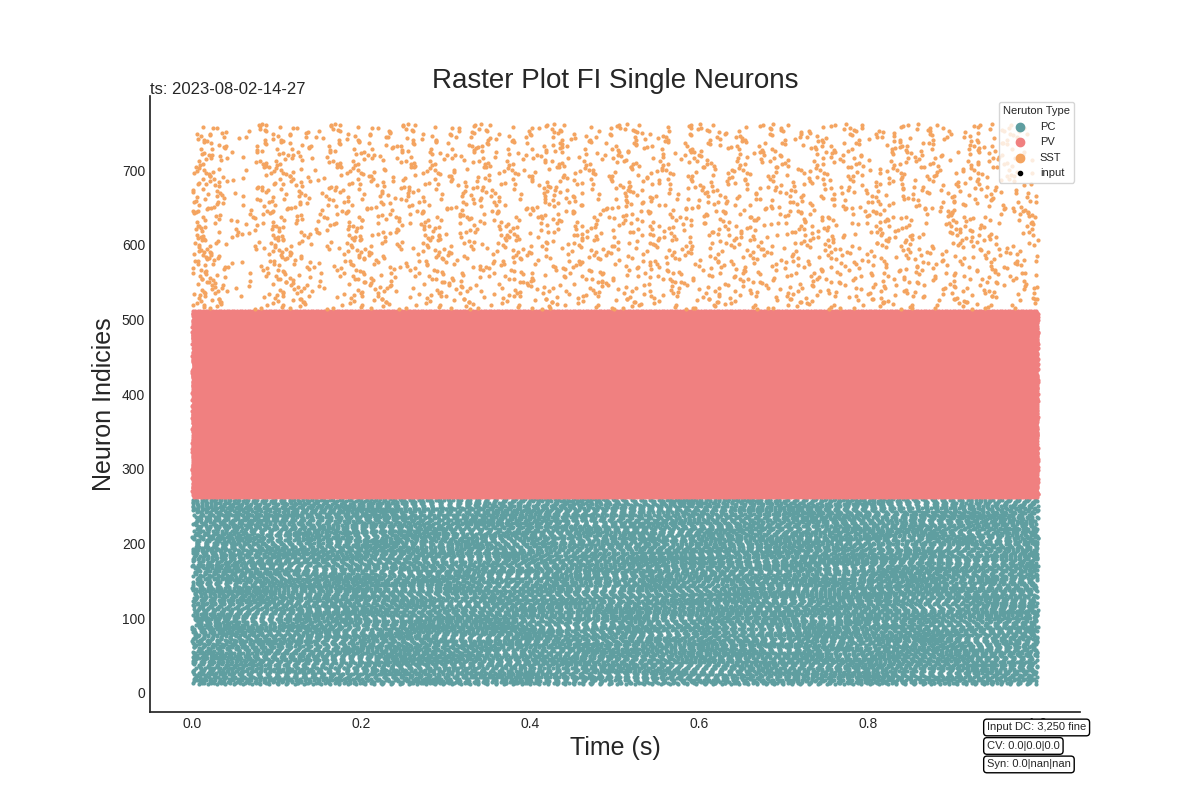 Raster Plot FI Single Neurons
ts: 2023-08-02-14-27
Neruton Type
PC
PV
SST
input
Neuron Indicies
700
600
500
400
300
200
100
0
0.0 0.2 0.4 0.6 0.8
Time (s)
Input DC: 3,250 fine
CV: 0.0|0.0|0.0
Syn: 0.0|nan|nan